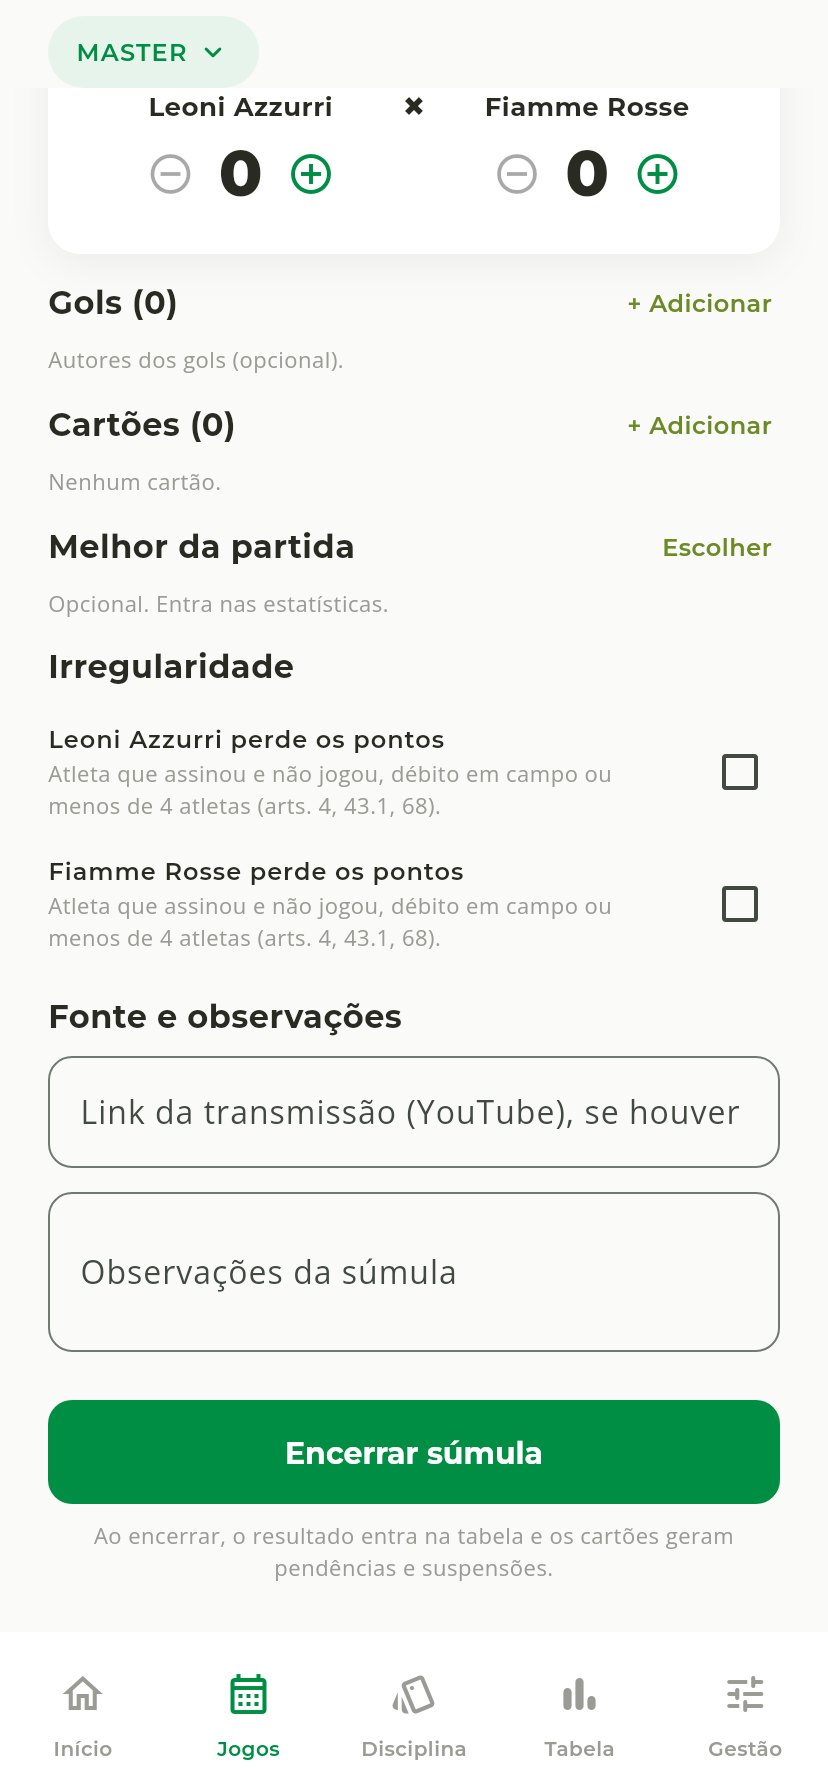 MASTER
Leoni Azzurri × Fiamme Rosse
0 0
Gols (0) + Adicionar
Autores dos gols (opcional).
Cartões (0) + Adicionar
Nenhum cartão.
Melhor da partida Escolher
Opcional. Entra nas estatísticas.
Irregularidade
Leoni Azzurri perde os pontos
Atleta que assinou e não jogou, débito em campo ou
menos de 4 atletas (arts. 4, 43.1, 68).
Fiamme Rosse perde os pontos
Atleta que assinou e não jogou, débito em campo ou
menos de 4 atletas (arts. 4, 43.1, 68).
Fonte e observações
Link da transmissão (YouTube), se houver
Observações da súmula
Encerrar súmula
Ao encerrar, o resultado entra na tabela e os cartões geram
pendências e suspensões.
Início Jogos Disciplina Tabela Gestão